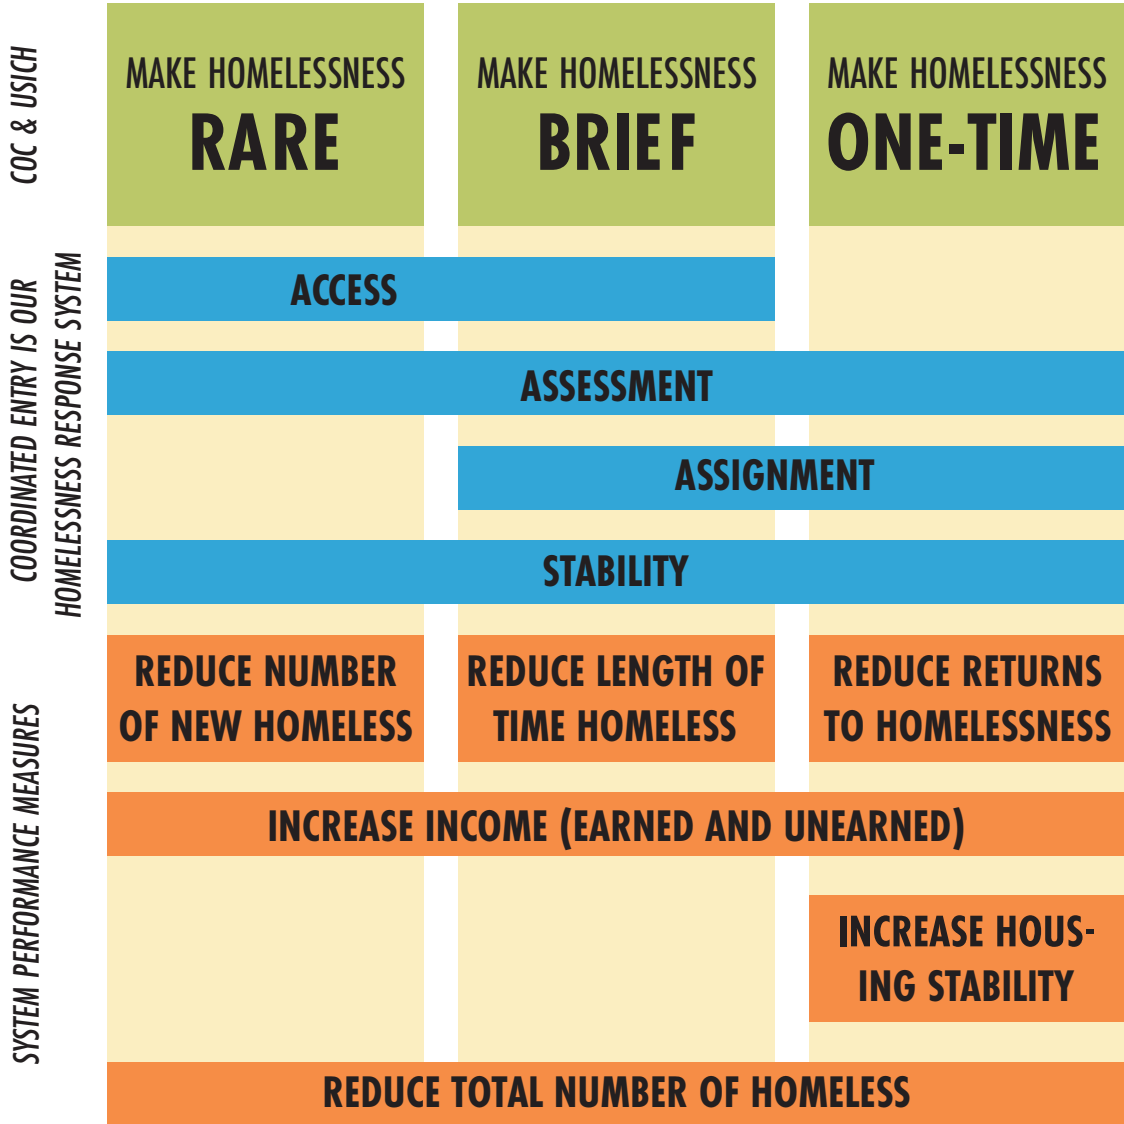 COC & USICH
MAKE HOMELESSNESS
RARE
MAKE HOMELESSNESS
BRIEF
MAKE HOMELESSNESS
ONE-TIME
COORDINATED ENTRY IS OUR
HOMELESSNESS RESPONSE SYSTEM
ACCESS
ASSESSMENT
ASSIGNMENT
STABILITY
SYSTEM PERFORMANCE MEASURES
REDUCE NUMBER
OF NEW HOMELESS
REDUCE LENGTH OF
TIME HOMELESS
REDUCE RETURNS
TO HOMELESSNESS
INCREASE INCOME (EARNED AND UNEARNED)
INCREASE HOUS-
ING STABILITY
REDUCE TOTAL NUMBER OF HOMELESS